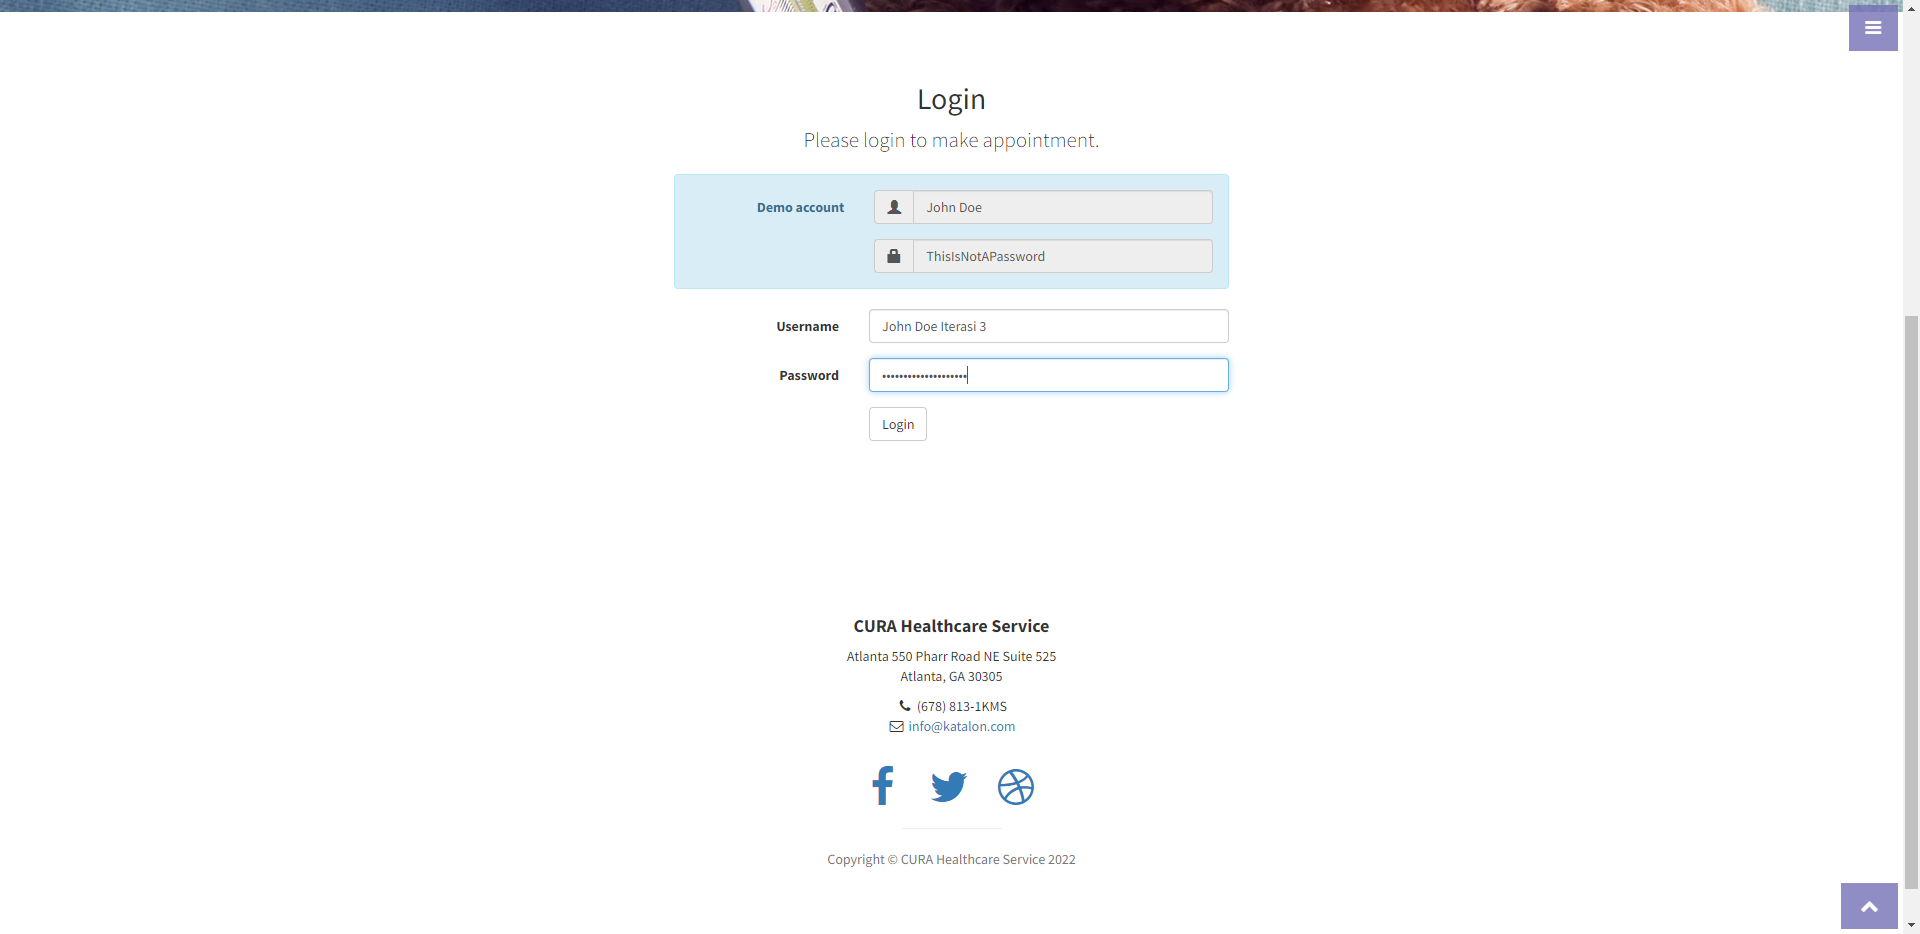 Login
Please login to make appointment.
Demo account
John Doe
ThisIsNotAPassword
Username
John Doe Iterasi 3
Password
••••••••••••••••••••
Login
CURA Healthcare Service
Atlanta 550 Pharr Road NE Suite 525
Atlanta, GA 30305
(678) 813-1KMS
info@katalon.com
Copyright © CURA Healthcare Service 2022